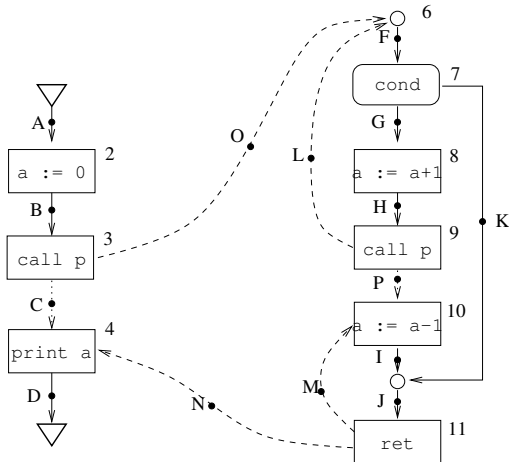 6
F
7
cond
A
O
G
K
L
2
8
a := 0
a := a+1
B
H
3
9
call p
call p
C
P
4
10
print a
a := a-1
D
I
M
N
J
11
ret